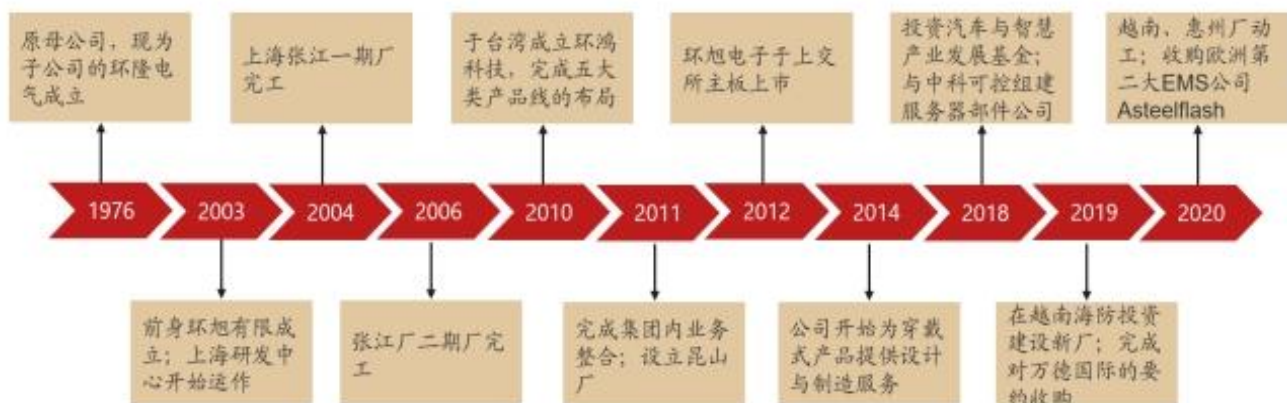 原母公司，现为
子公司的环隆电
气成立
上海张江一期厂
完工
于台湾成立环鸿
科技，完成五大
类产品线的布局
环旭电子于上交
所主板上市
投资汽车与智慧
产业发展基金；
与中科可控组建
服务器部件公司
越南、惠州厂动
工；收购欧洲第
二大EMS公司
Asteelflash
1976 2003 2004 2006 2010 2011 2012 2014 2018 2019 2020
前身环旭有限成
立；上海研发中
心开始运作
张江厂二期厂完
工
完成集团内业务
整合；设立昆山
厂
公司开始为穿戴
式产品提供设计
与制造服务
在越南海防投资
建设新厂；完成
对万德国际的要
约收购